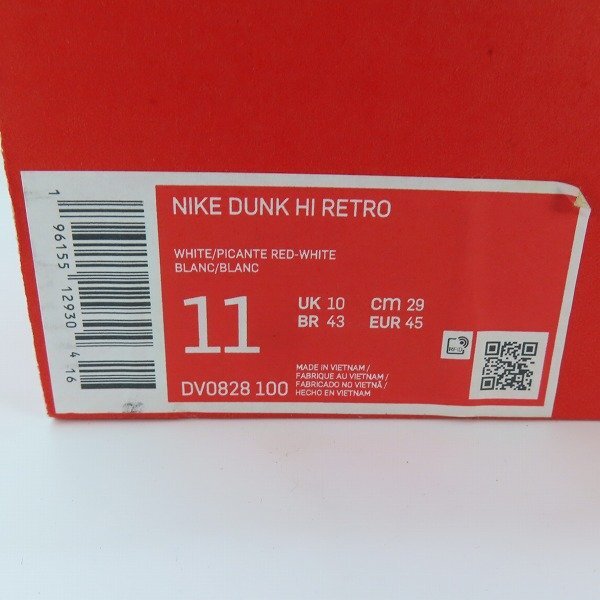 NIKE DUNK HI RETRO
WHITE/PICANTE RED-WHITE
BLANC/BLANC
11
UK 10 cm 29
BR 43 EUR 45
DV0828 100
MADE IN VIETNAM /
FABRIQUE AU VIETNAM /
FABRICADO NO VIETNÃ /
HECHO EN VIETNAM
1 96155 12930 4 16